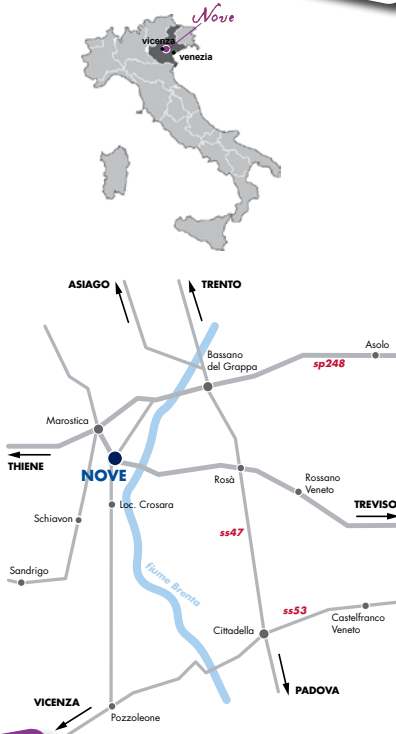 Nove
vicenza
venezia
ASIAGO
TRENTO
Bassano
del Grappa
Asolo
sp248
Marostica
THIENE
NOVE
Rosà
Rossano
Veneto
TREVISO
Loc. Crosara
Schiavon
ss47
Sandrigo
fiume Brenta
ss53
Castelfranco
Veneto
Cittadella
PADOVA
VICENZA
Pozzoleone